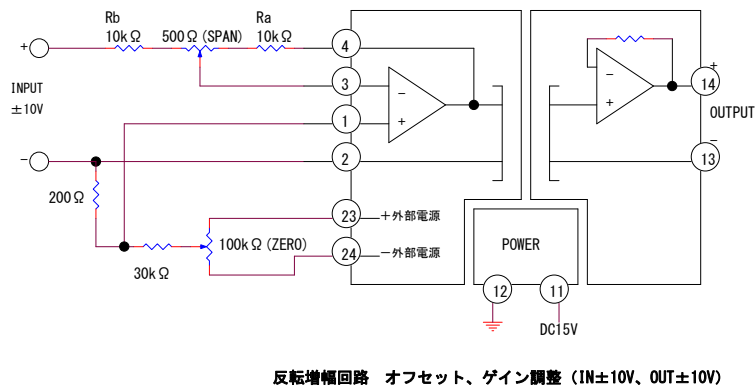 Rb 10kΩ
500Ω(SPAN)
Ra 10kΩ
+
INPUT
±10V
-
4
3
1
2
-
+
200Ω
30kΩ
100kΩ(ZERO)
23
+外部電源
24
-外部電源
-
+
+
14
OUTPUT
-
13
POWER
12
11
DC15V
反転増幅回路 オフセット、ゲイン調整(IN±10V、OUT±10V)